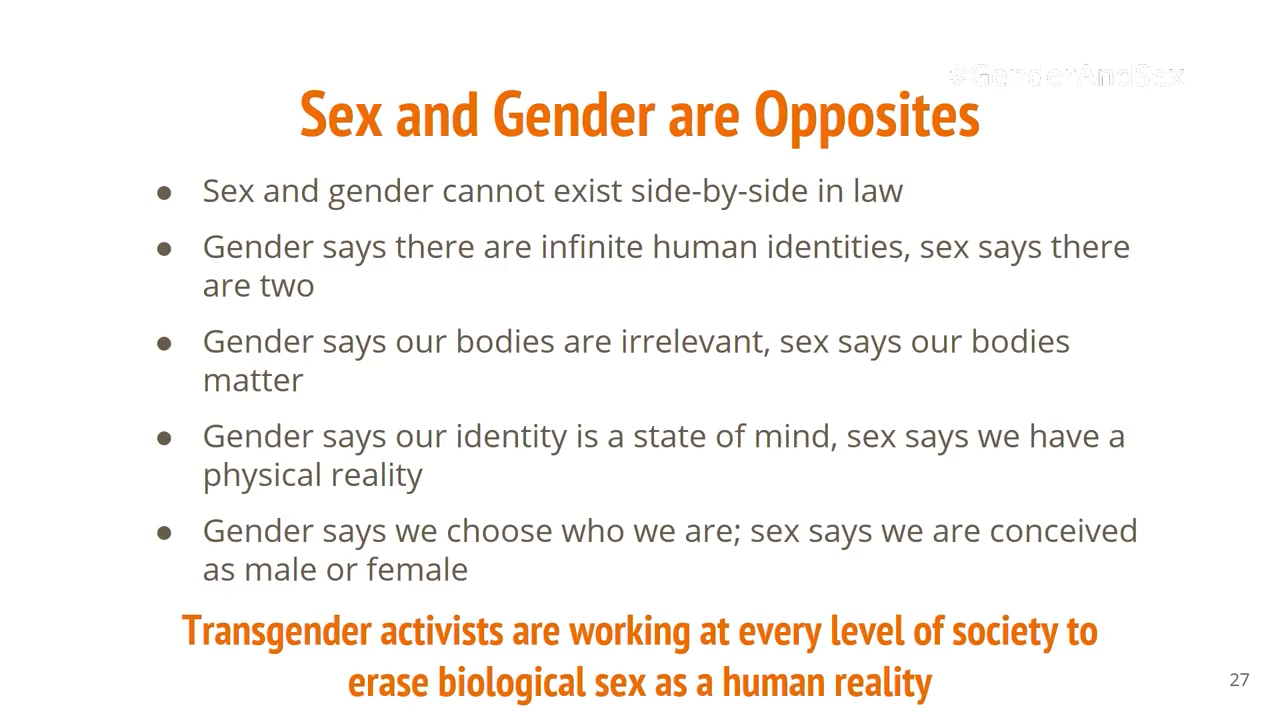 #GenderAndSex
Sex and Gender are Opposites
● Sex and gender cannot exist side-by-side in law
● Gender says there are infinite human identities, sex says there
are two
● Gender says our bodies are irrelevant, sex says our bodies
matter
● Gender says our identity is a state of mind, sex says we have a
physical reality
● Gender says we choose who we are; sex says we are conceived
as male or female
Transgender activists are working at every level of society to
erase biological sex as a human reality
27